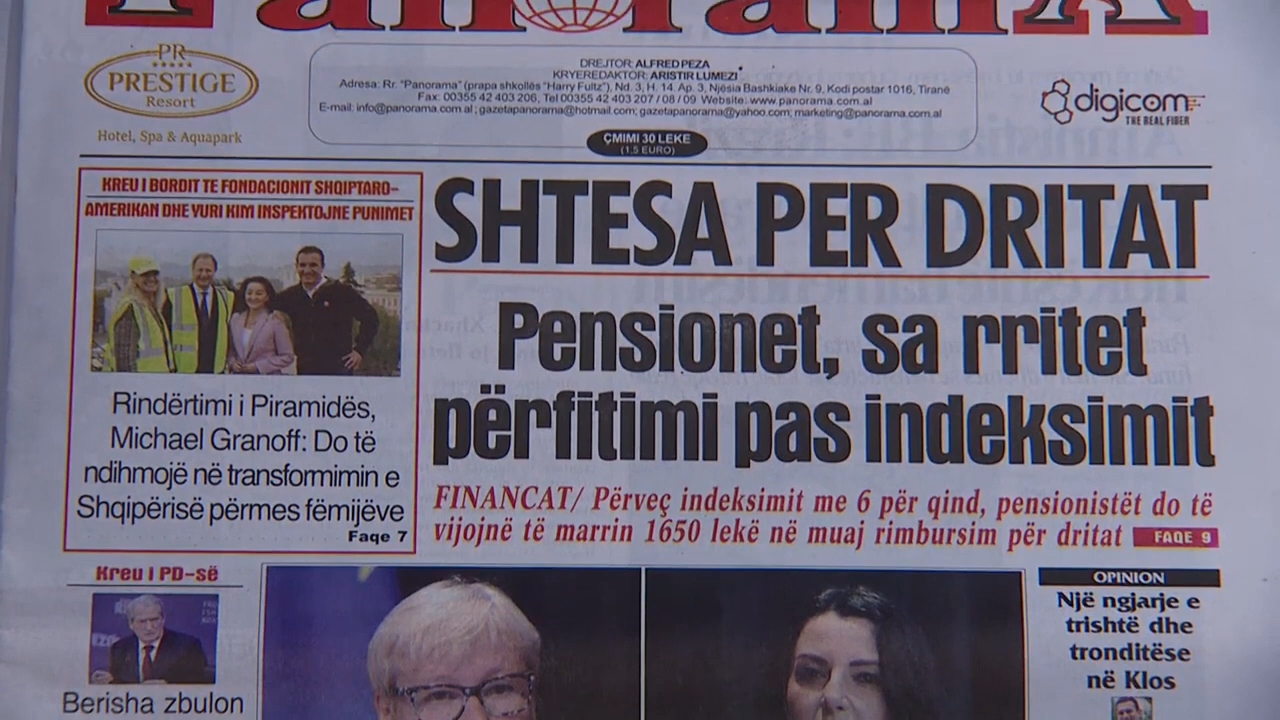 PanoramA
PR
PRESTIGE
Resort
Hotel, Spa & Aquapark
DREJTOR: ALFRED PEZA
KRYEREDAKTOR: ARISTIR LUMEZI
Adresa: Rr. "Panorama" (prapa shkollës "Harry Fultz"), Nd. 3, H. 14. Ap. 3, Njësia Bashkiake Nr. 9, Kodi postar 1016, Tiranë
Fax: 00355 42 403 206, Tel 00355 42 403 207 / 08 / 09 Website: www.panorama.com.al
E-mail: info@panorama.com.al; gazetapanorama@hotmail.com; gazetapanorama@yahoo.com; marketing@panorama.com.al
ÇMIMI 30 LEKE
(1.5 EURO)
digicom
THE REAL FIBER
KREU I BORDIT TE FONDACIONIT SHQIPTARO-
AMERIKAN DHE YURI KIM INSPEKTOJNE PUNIMET
Rindërtimi i Piramidës,
Michael Granoff: Do të
ndihmojë në transformimin e
Shqipërisë përmes fëmijëve
Faqe 7
SHTESA PER DRITAT
Pensionet, sa rritet
përfitimi pas indeksimit
FINANCAT/ Përveç indeksimit me 6 për qind, pensionistët do të
vijojnë të marrin 1650 lekë në muaj rimbursim për dritat FAQE 9
Kreu i PD-së
Berisha zbulon
OPINION
Një ngjarje e
trishtë dhe
tronditëse
në Klos